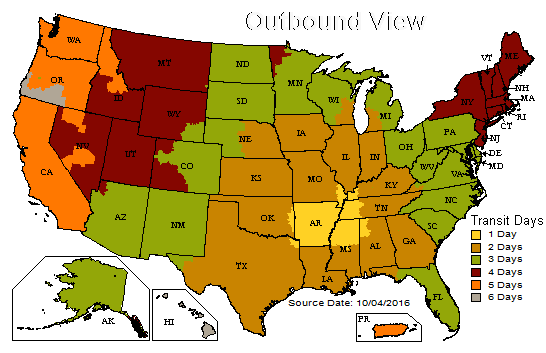 Outbound View
WA
MT
ND
MN
VT
ME
OR
ID
WY
SD
WI
MI
NY
NH
MA
RI
CT
NV
UT
CO
NE
IA
IL
IN
OH
PA
NJ
DE
MD
WV
VA
CA
KS
MO
KY
NC
AZ
NM
OK
AR
TN
SC
TX
LA
MS
AL
GA
FL
AK
HI
PR
Transit Days
1 Day
2 Days
3 Days
4 Days
5 Days
6 Days
Source Date: 10/04/2016